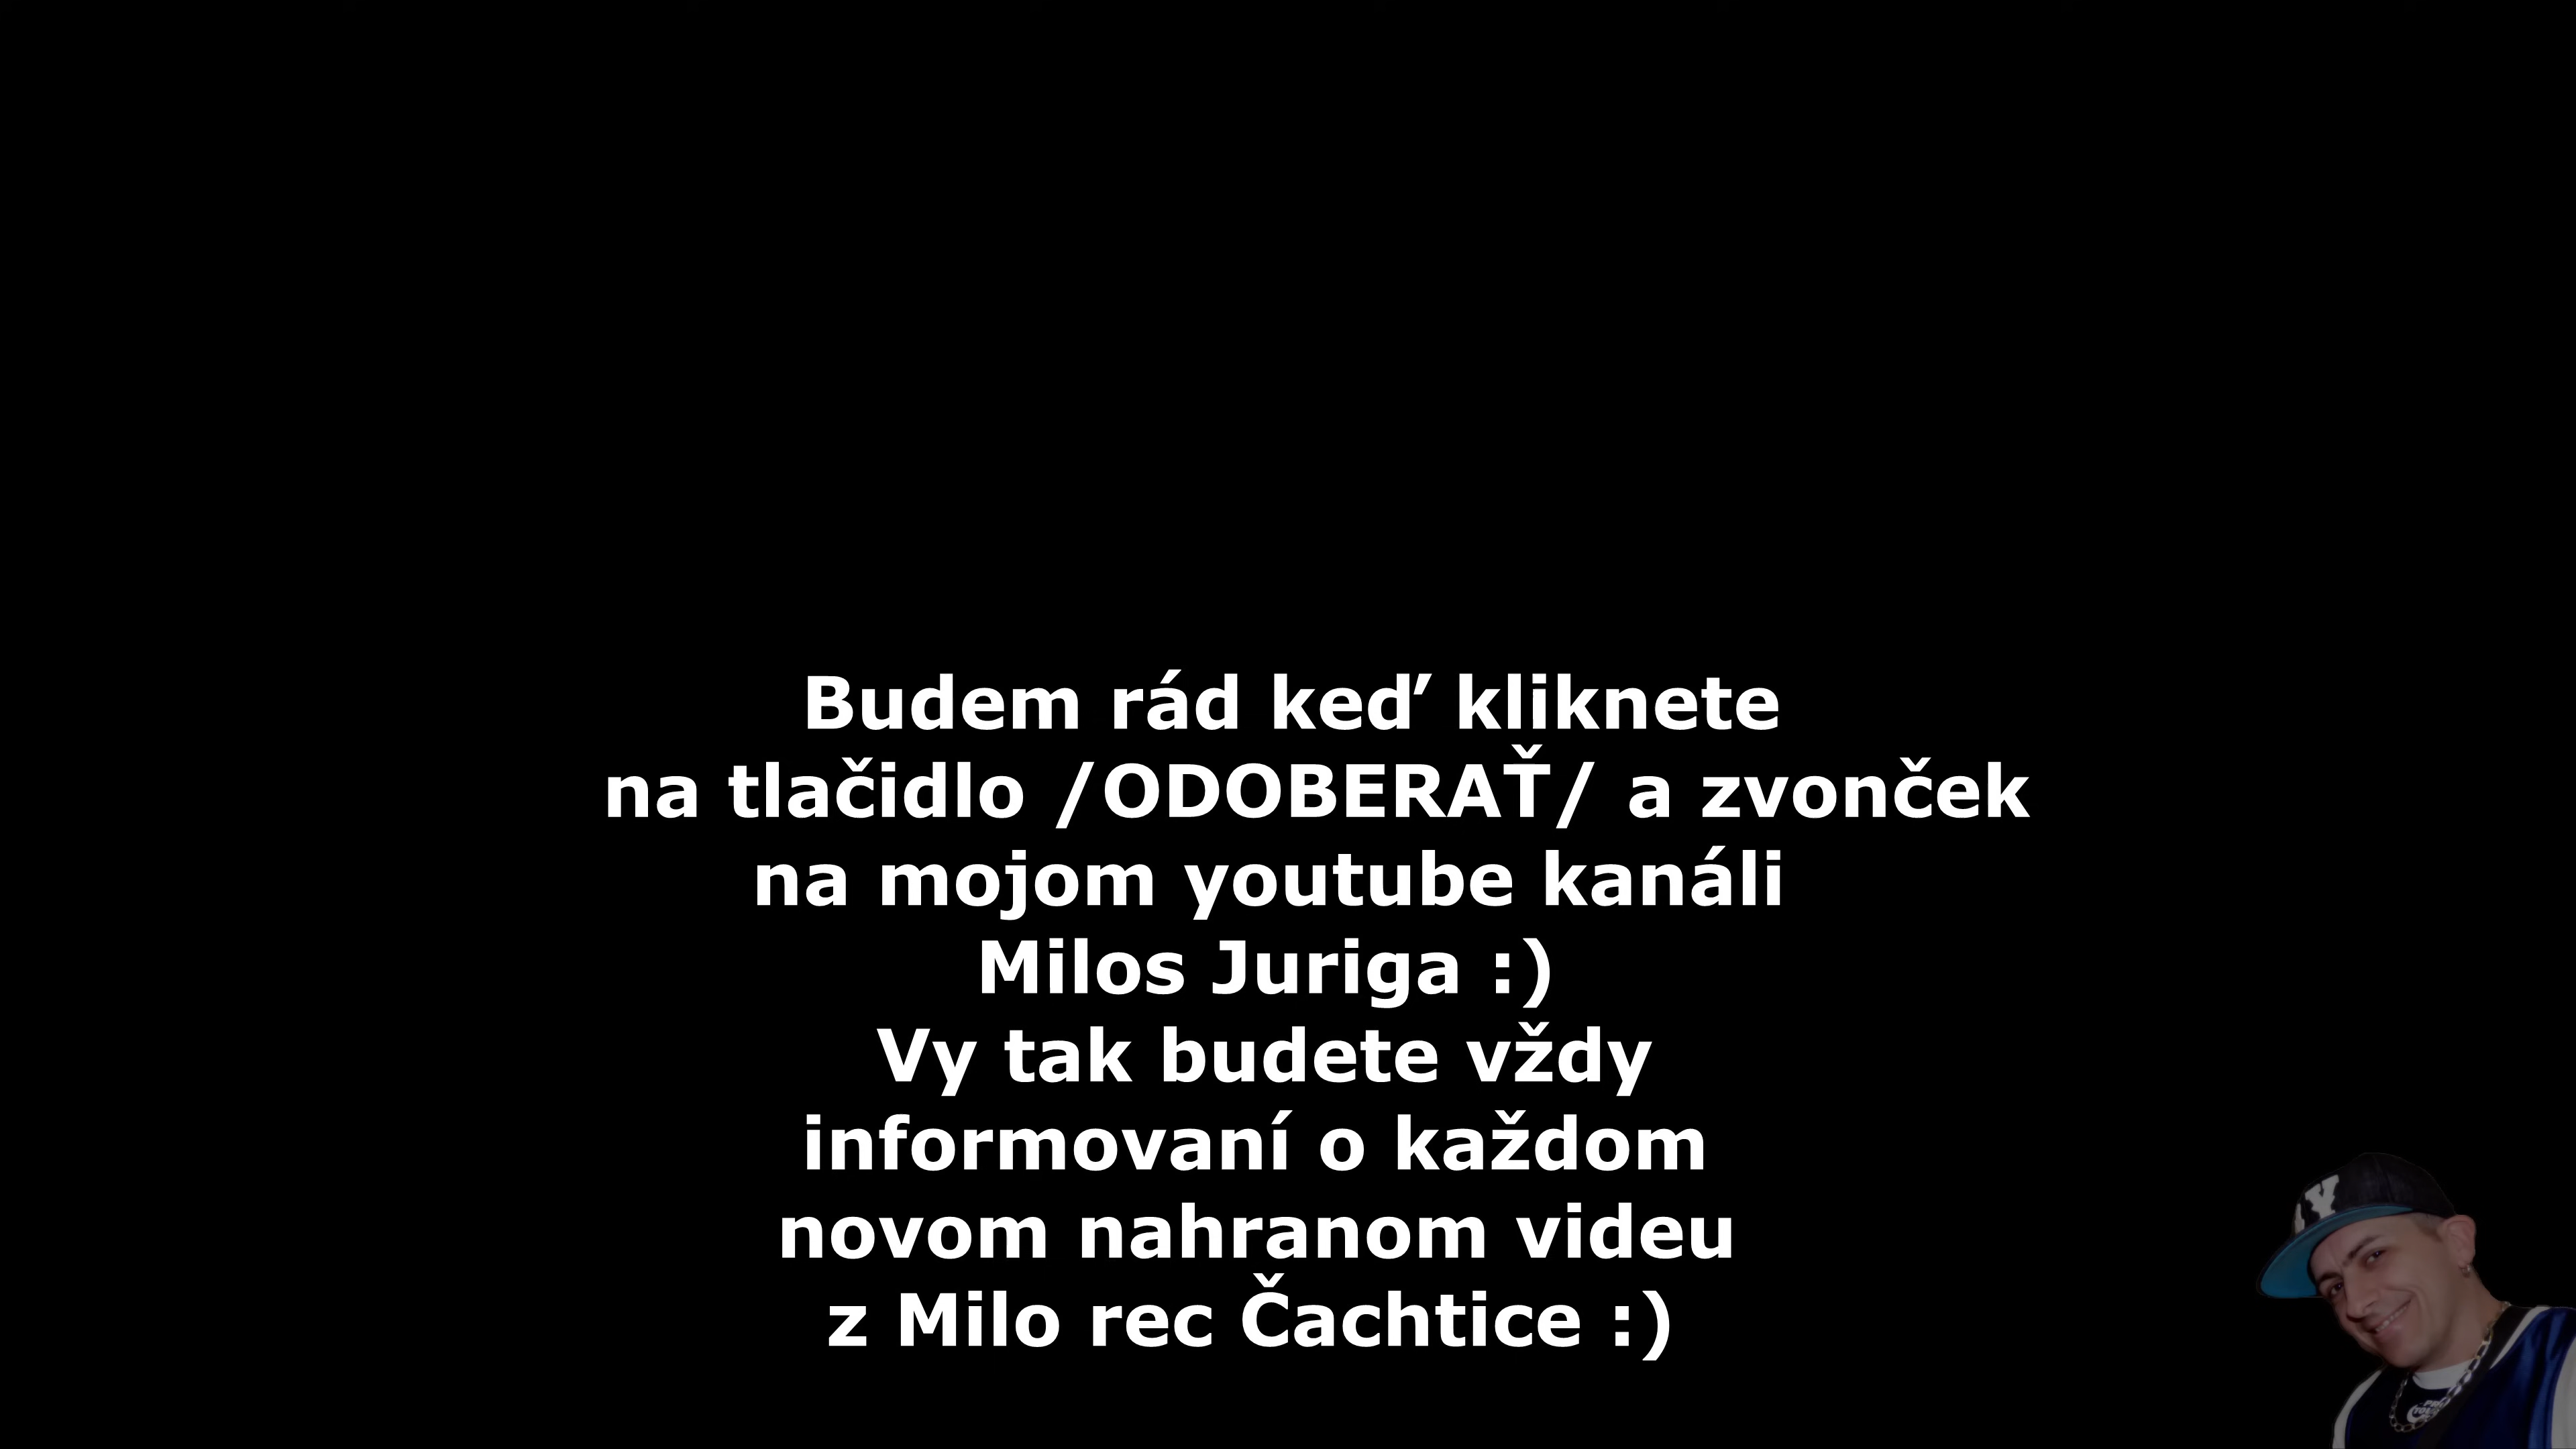 Budem rád keď kliknete
na tlačidlo /ODOBERAŤ/ a zvonček
na mojom youtube kanáli
Milos Juriga :)
Vy tak budete vždy
informovaní o každom
novom nahranom videu
z Milo rec Čachtice :)